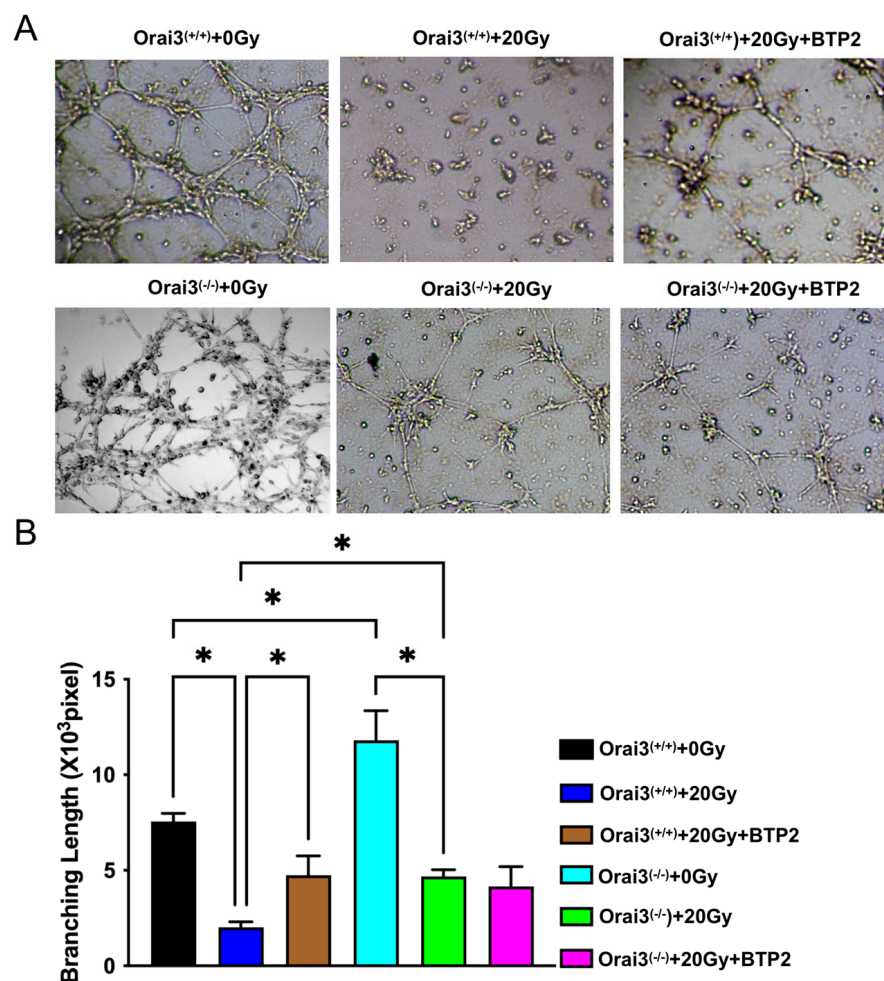 A
Orai3(+/+)+0Gy
Orai3(+/+)+20Gy
Orai3(+/+)+20Gy+BTP2
Orai3(-/-)+0Gy
Orai3(-/-)+20Gy
Orai3(-/-)+20Gy+BTP2
B
*
*
*
*
*
Branching Length (X10³pixel)
15
10
5
0
Orai3(+/+)+0Gy
Orai3(+/+)+20Gy
Orai3(+/+)+20Gy+BTP2
Orai3(-/-)+0Gy
Orai3(-/-)+20Gy
Orai3(-/-)+20Gy+BTP2